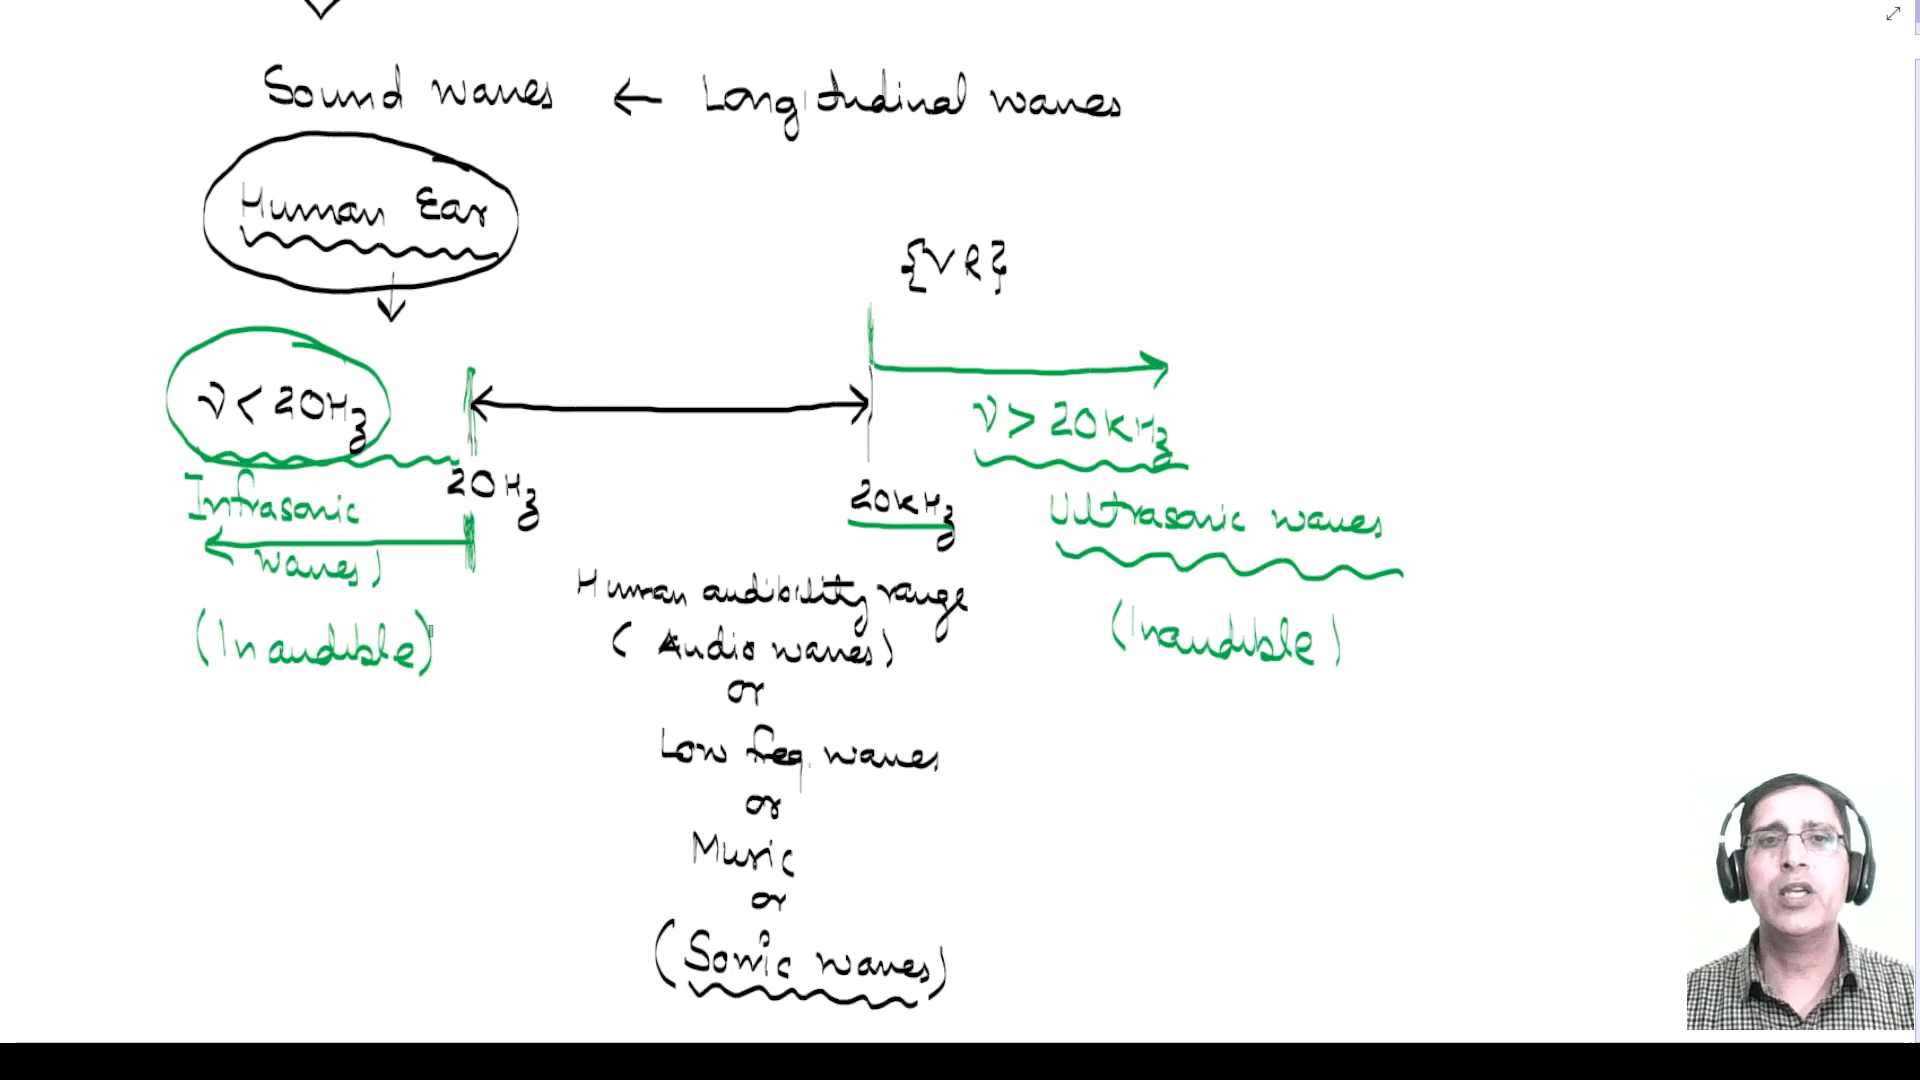 Sound waves ← Longitudinal waves
Human Ear
{VR}
ν < 20Hz
ν > 20KHz
20Hz
20KHz
Infrasonic
waves)
Ultrasonic waves
Human audibility range
(Inaudible)
(Audio waves)
(Inaudible)
or
Low freq. waves
or
Music
or
(Sonic waves)